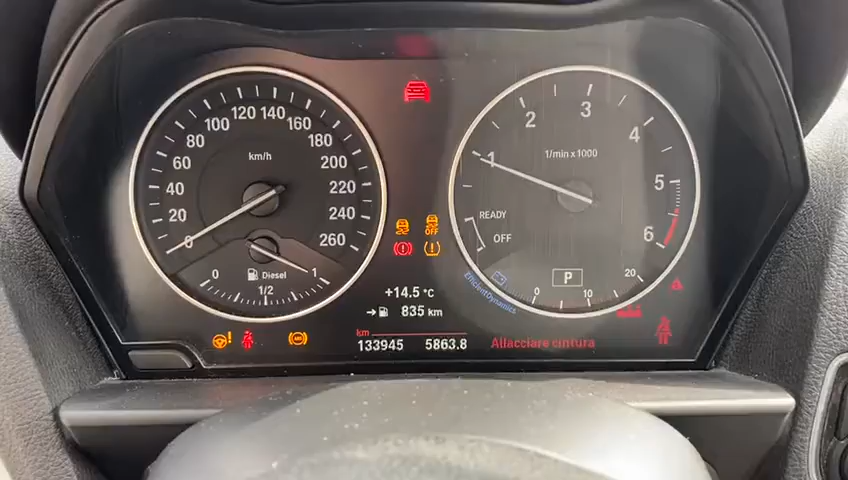 120 140
100 160
80 180
60 km/h 200
40 220
20 240
0 260
0 Diesel 1
1/2
OFF
ABS
+14.5 °C
835 km
km
133945 5863.8
3
2 4
1/min x 1000
1 5
READY
OFF 6
P
0 10 20
EfficientDynamics
Allacciare cintura